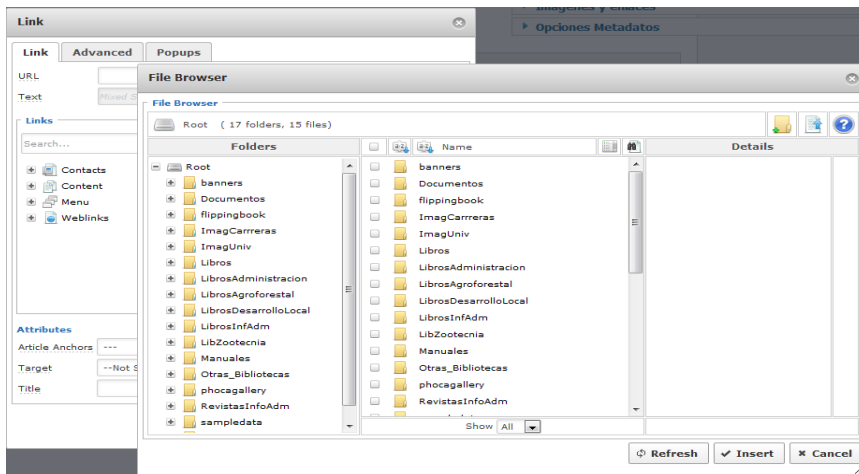 Link
Imágenes y enlaces
Opciones Metadatos
Link Advanced Popups
URL
Text Mixed S
Links
Search...
Contacts
Content
Menu
Weblinks
Attributes
Article Anchors ---
Target --Not S
Title
File Browser
File Browser
Root ( 17 folders, 15 files)
Folders
Name
Details
Root
banners
Documentos
flippingbook
ImagCarrreras
ImagUniv
Libros
LibrosAdministracion
LibrosAgroforestal
LibrosDesarrolloLocal
LibrosInfAdm
LibZootecnia
Manuales
Otras_Bibliotecas
phocagallery
RevistasInfoAdm
sampledata
banners
Documentos
flippingbook
ImagCarrreras
ImagUniv
Libros
LibrosAdministracion
LibrosAgroforestal
LibrosDesarrolloLocal
LibrosInfAdm
LibZootecnia
Manuales
Otras_Bibliotecas
phocagallery
RevistasInfoAdm
sampledata
Show All
Refresh Insert Cancel